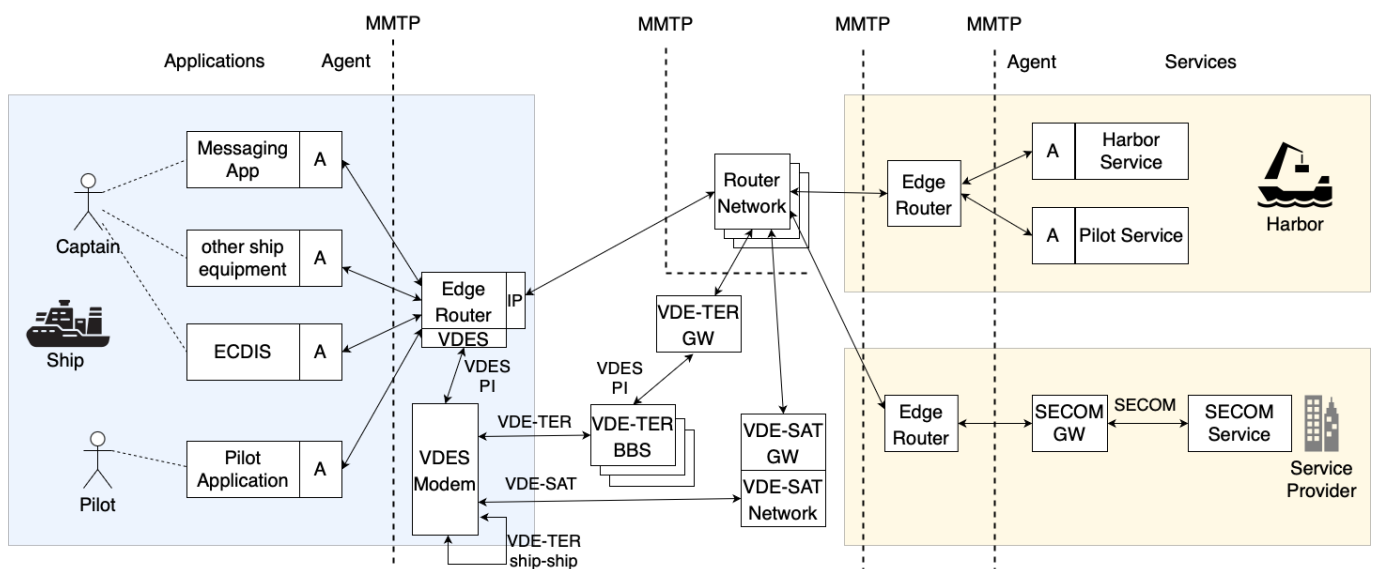 MMTP
MMTP
MMTP
MMTP
Applications
Agent
Agent
Services
Messaging
App
A
Captain
other ship
equipment
A
Ship
ECDIS
A
Pilot
Pilot
Application
A
Edge
Router
IP
VDES
VDES
PI
VDES
Modem
VDE-TER
VDE-SAT
VDE-TER
ship-ship
Router
Network
VDE-TER
GW
VDES
PI
VDE-TER
BBS
VDE-SAT
GW
VDE-SAT
Network
Edge
Router
A
Harbor
Service
A
Pilot Service
Harbor
Edge
Router
SECOM
GW
SECOM
SECOM
Service
Service
Provider